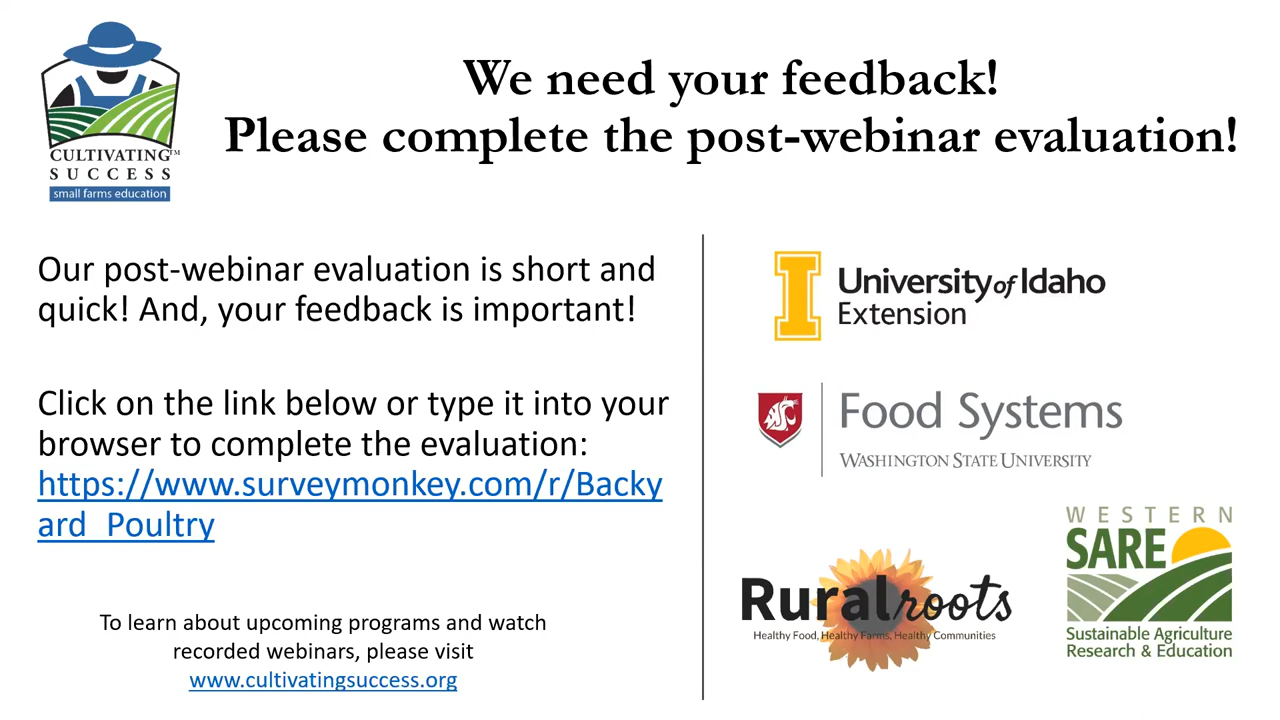 We need your feedback!
Please complete the post-webinar evaluation!
CULTIVATING™
SUCCESS
small farms education
Our post-webinar evaluation is short and
quick! And, your feedback is important!
Click on the link below or type it into your
browser to complete the evaluation:
https://www.surveymonkey.com/r/Backy
ard_Poultry
To learn about upcoming programs and watch
recorded webinars, please visit
www.cultivatingsuccess.org
University of Idaho
Extension
Food Systems
WASHINGTON STATE UNIVERSITY
Rural roots
Healthy Food, Healthy Farms, Healthy Communities
WESTERN
SARE
Sustainable Agriculture
Research & Education